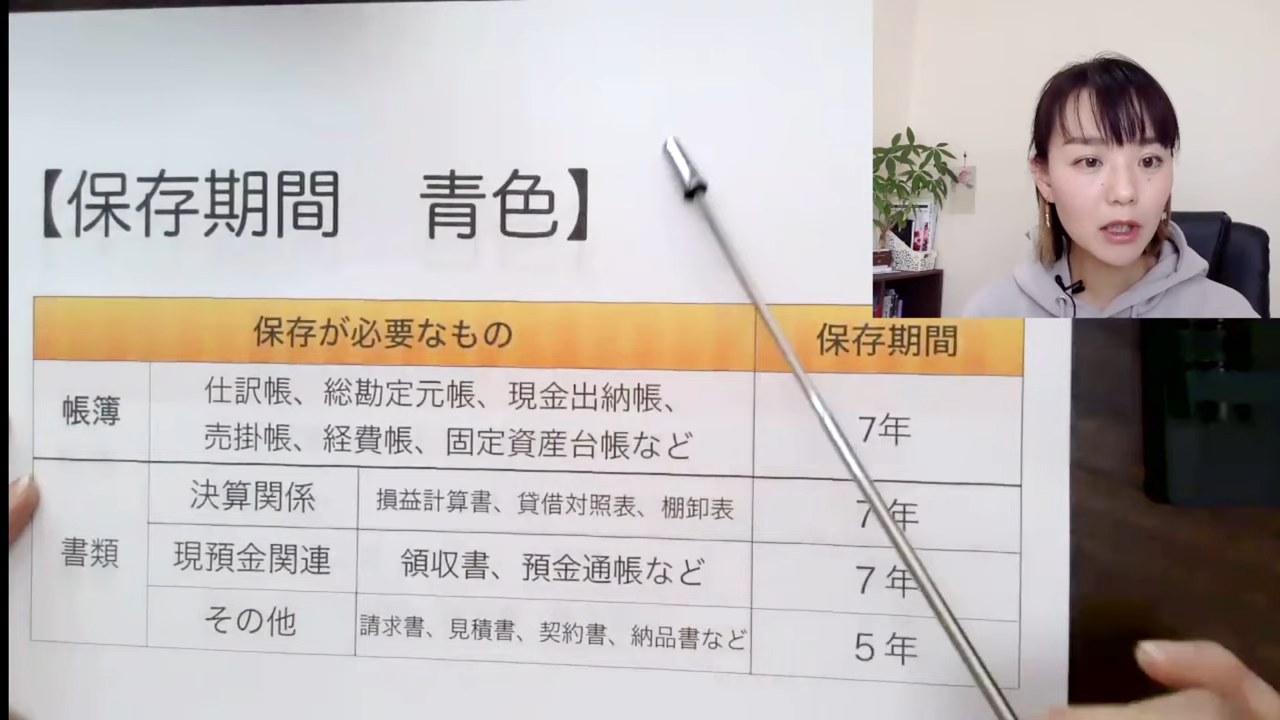 【保存期間　青色】
保存が必要なもの 保存期間
帳簿 仕訳帳、総勘定元帳、現金出納帳、
売掛帳、経費帳、固定資産台帳など 7年
書類 決算関係 損益計算書、貸借対照表、棚卸表 7年
現預金関連 領収書、預金通帳など 7年
その他 請求書、見積書、契約書、納品書など 5年